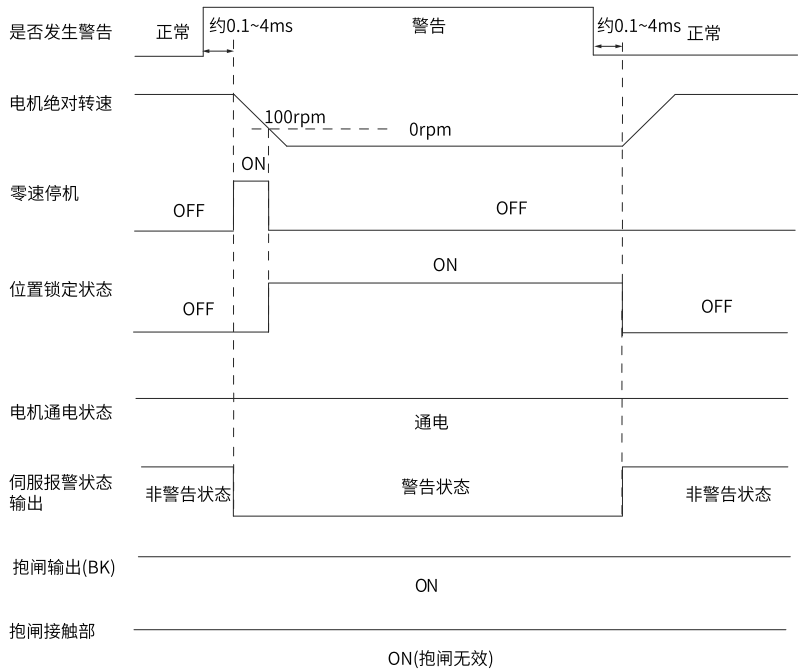 是否发生警告 正常 约0.1~4ms 警告 约0.1~4ms 正常
电机绝对转速
100rpm 0rpm
ON
零速停机
OFF OFF
ON
位置锁定状态
OFF OFF
电机通电状态
通电
伺服报警状态
输出
非警告状态 警告状态 非警告状态
抱闸输出(BK)
ON
抱闸接触部
ON(抱闸无效)